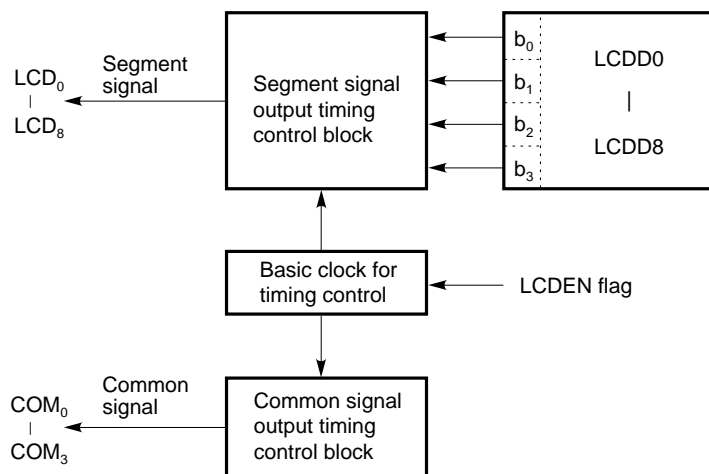 LCD₀
|
LCD₈
Segment
signal
Segment signal
output timing
control block
b₀
b₁
b₂
b₃
LCDD0
|
LCDD8
Basic clock for
timing control
LCDEN flag
COM₀
|
COM₃
Common
signal
Common signal
output timing
control block